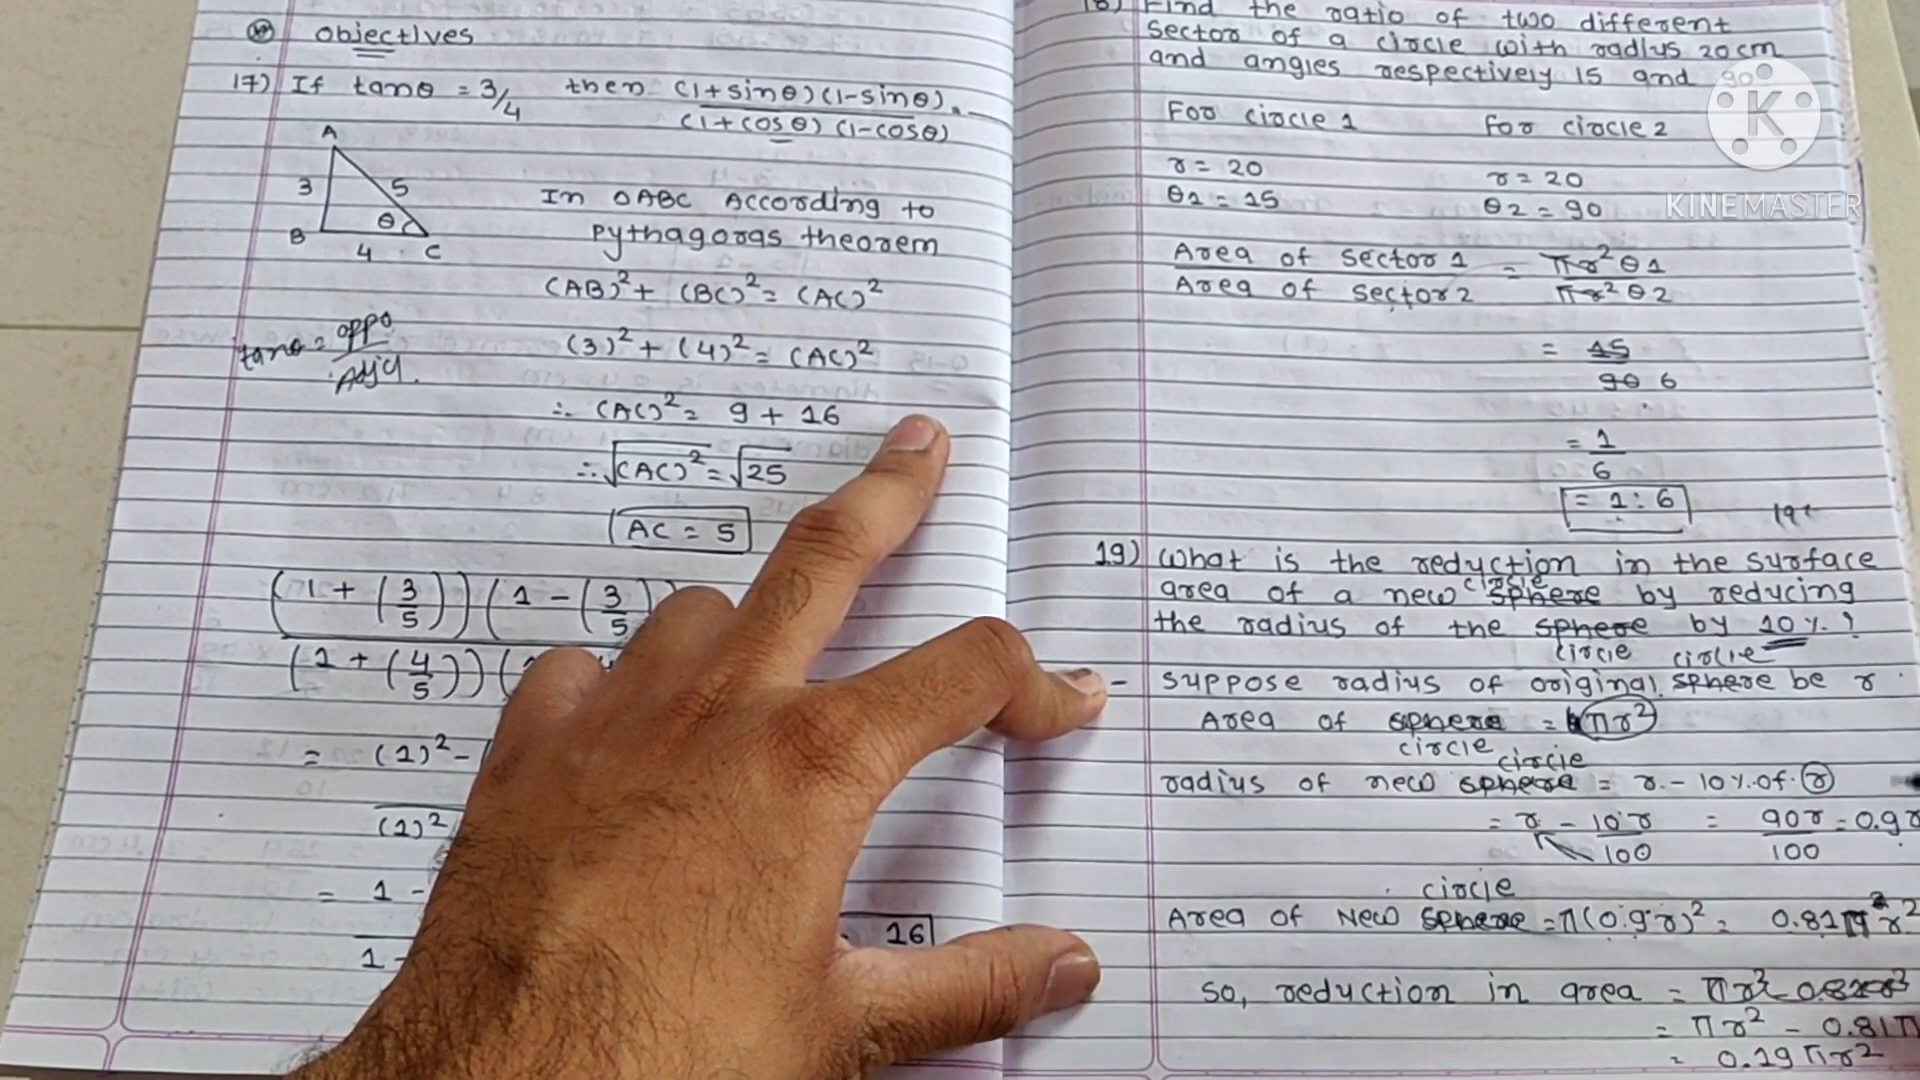 objectives
17) If tanθ = 3/4 then (1+sinθ)(1-sinθ)
(1+cosθ)(1-cosθ)
A
3 5
θ
B 4 C
In △ABC According to
pythagoras theorem
(AB)² + (BC)² = (AC)²
tanθ = oppo
Adj
(3)² + (4)² = (AC)²
∴ (AC)² = 9 + 16
∴ √(AC)² = √25
AC = 5
(1 + (3/5)) (1 - (3/5))
(1 + (4/5)) (
= (1)² -
(1)²
= 1 -
1 -
16
18) Find the ratio of two different
sector of a circle with radius 20 cm
and angles respectively 15 and 90
For circle 1 For circle 2
r = 20 r = 20
θ1 = 15 θ2 = 90
Area of sector 1 = πr²θ1
Area of sector 2 πr²θ2
= 15
90 6
= 1
6
= 1 : 6
19) What is the reduction in the surface
circle
area of a new sphere by reducing
the radius of the sphere by 10%?
circle circle
- suppose radius of original sphere be r
Area of sphere = πr²
circle circle
radius of new sphere = r - 10% of r
= r - 10r = 90r = 0.9r
100 100
circle
Area of New sphere = π(0.9r)² = 0.81πr²
So, reduction in area = πr²
= πr² - 0.81π
= 0.19πr²
K
KINEMASTER